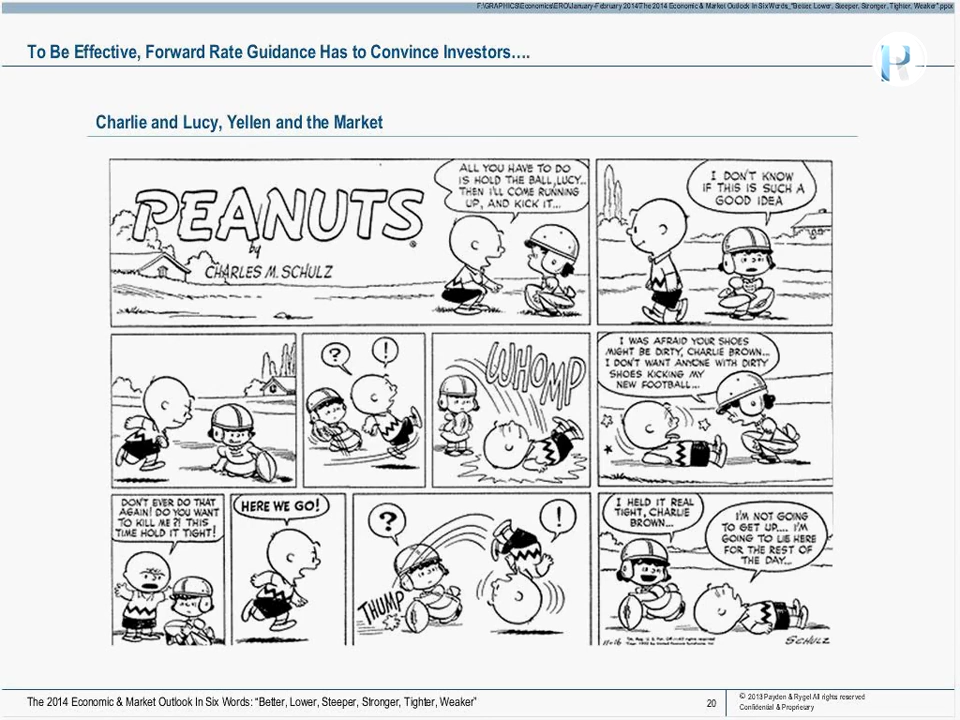 F:\GRAPHICS\Economics\ERO\January-February 2014\The 2014 Economic & Market Outlook In Six Words_"Better, Lower, Steeper, Stronger, Tighter, Weaker".pptx
To Be Effective, Forward Rate Guidance Has to Convince Investors….
Charlie and Lucy, Yellen and the Market
PEANUTS
by
CHARLES M. SCHULZ
ALL YOU HAVE TO DO
IS HOLD THE BALL, LUCY..
THEN I'LL COME RUNNING
UP, AND KICK IT...
I DON'T KNOW
IF THIS IS SUCH A
GOOD IDEA
?
!
WHOMP
I WAS AFRAID YOUR SHOES
MIGHT BE DIRTY, CHARLIE BROWN...
I DON'T WANT ANYONE WITH DIRTY
SHOES KICKING MY
NEW FOOTBALL...
DON'T EVER DO THAT
AGAIN! DO YOU WANT
TO KILL ME?! THIS
TIME HOLD IT TIGHT!
HERE WE GO!
?
!
THUMP
I HELD IT REAL
TIGHT, CHARLIE
BROWN...
I'M NOT GOING
TO GET UP.... I'M
GOING TO LIE HERE
FOR THE REST OF
THE DAY...
11-16
SCHULZ
The 2014 Economic & Market Outlook In Six Words: “Better, Lower, Steeper, Stronger, Tighter, Weaker”
20
© 2013 Payden & Rygel All rights reserved
Confidential & Proprietary